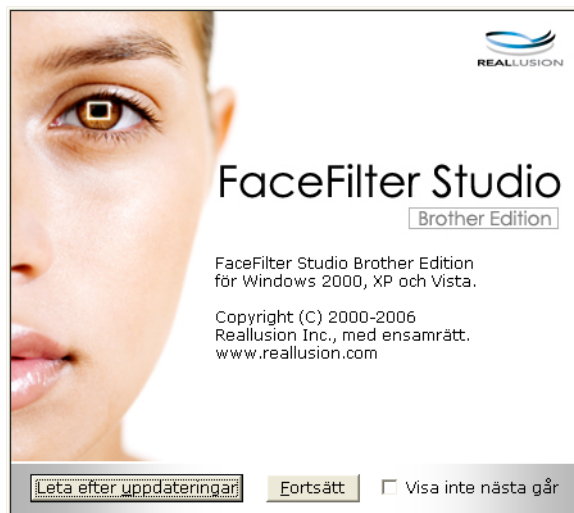 REALLUSION
FaceFilter Studio
Brother Edition
FaceFilter Studio Brother Edition
för Windows 2000, XP och Vista.
Copyright (C) 2000-2006
Reallusion Inc., med ensamrätt.
www.reallusion.com
Leta efter uppdateringar
Fortsätt
Visa inte nästa går